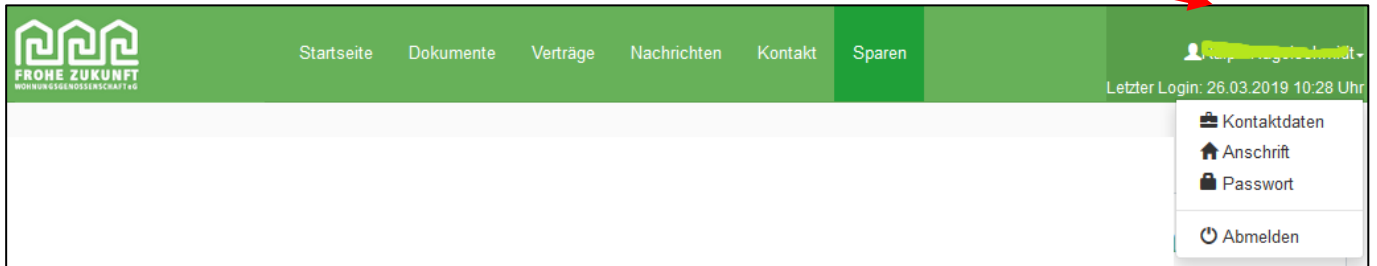 FROHE ZUKUNFT
WOHNUNGSGENOSSENSCHAFT eG
Startseite Dokumente Verträge Nachrichten Kontakt Sparen
Letzter Login: 26.03.2019 10:28 Uhr
Kontaktdaten
Anschrift
Passwort
Abmelden